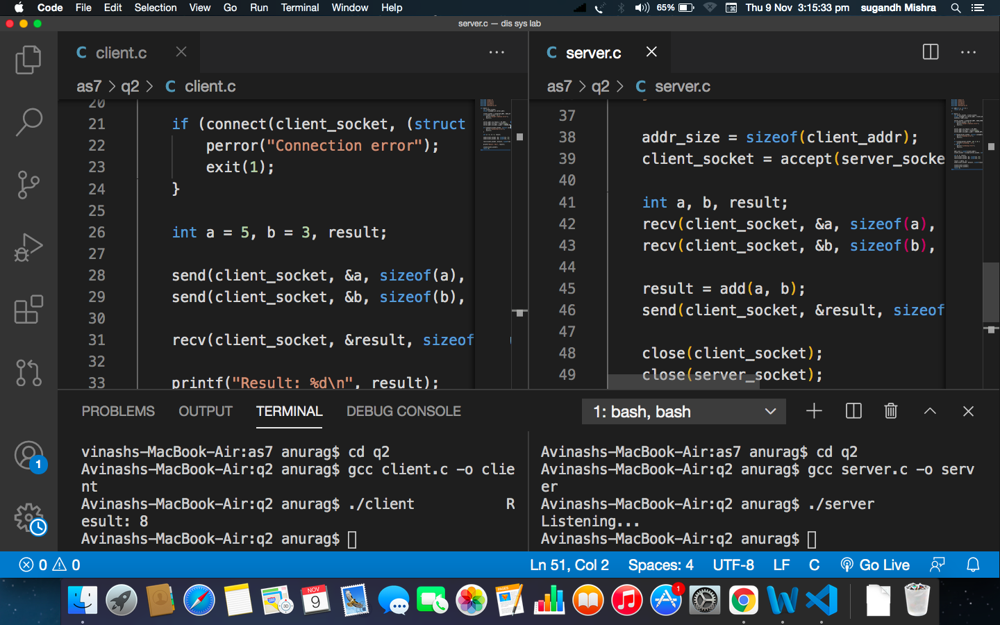 Code File Edit Selection View Go Run Terminal Window Help 65% Thu 9 Nov 3:15:33 pm sugandh Mishra
server.c — dis sys lab
C client.c
as7 > q2 > C client.c
20
21 if (connect(client_socket, (struct
22 perror("Connection error");
23 exit(1);
24 }
25
26 int a = 5, b = 3, result;
27
28 send(client_socket, &a, sizeof(a),
29 send(client_socket, &b, sizeof(b),
30
31 recv(client_socket, &result, sizeof
32
33 printf("Result: %d\n", result);
C server.c
as7 > q2 > C server.c
37
38 addr_size = sizeof(client_addr);
39 client_socket = accept(server_socke
40
41 int a, b, result;
42 recv(client_socket, &a, sizeof(a),
43 recv(client_socket, &b, sizeof(b),
44
45 result = add(a, b);
46 send(client_socket, &result, sizeof
47
48 close(client_socket);
49 close(server_socket);
PROBLEMS OUTPUT TERMINAL DEBUG CONSOLE 1: bash, bash
vinashs-MacBook-Air:as7 anurag$ cd q2
Avinashs-MacBook-Air:q2 anurag$ gcc client.c -o clie
nt
Avinashs-MacBook-Air:q2 anurag$ ./client R
esult: 8
Avinashs-MacBook-Air:q2 anurag$
Avinashs-MacBook-Air:as7 anurag$ cd q2
Avinashs-MacBook-Air:q2 anurag$ gcc server.c -o serv
er
Avinashs-MacBook-Air:q2 anurag$ ./server
Listening...
Avinashs-MacBook-Air:q2 anurag$
1
0 0 Ln 51, Col 2 Spaces: 4 UTF-8 LF C Go Live
NOV
9
3D
PAGES
1